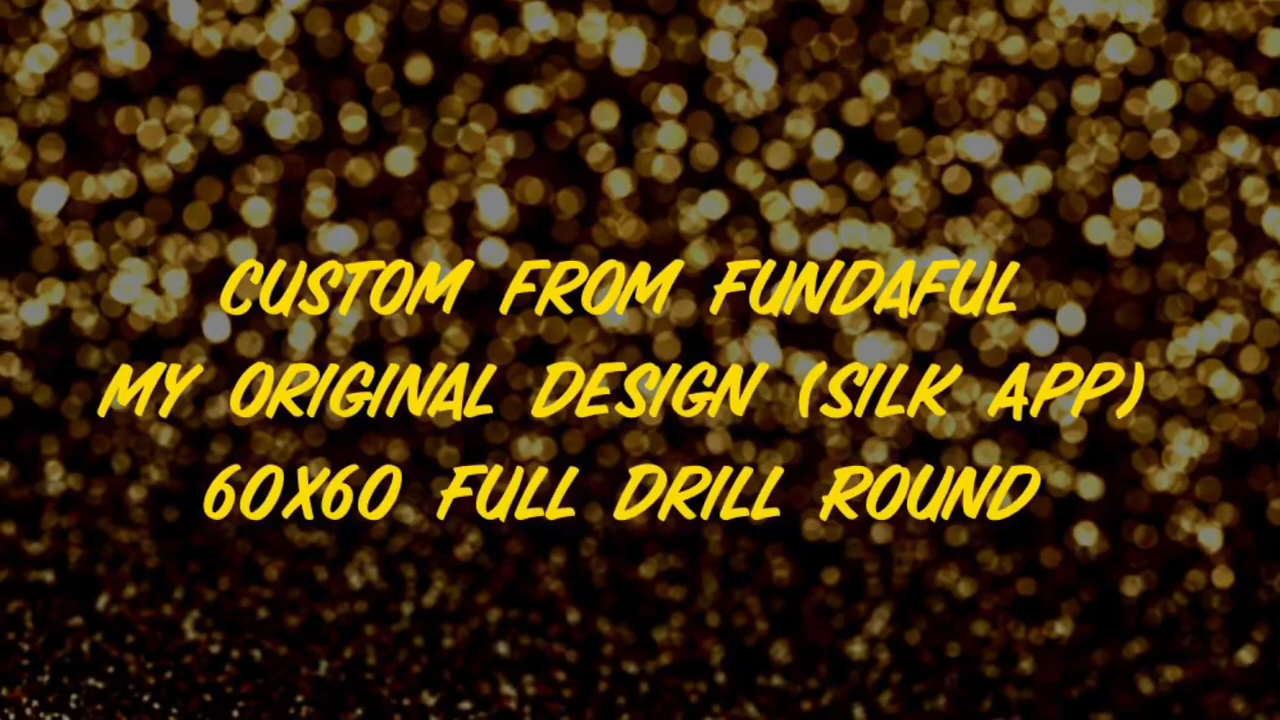 CUSTOM FROM FUNDAFUL
MY ORIGINAL DESIGN (SILK APP)
60X60 FULL DRILL ROUND